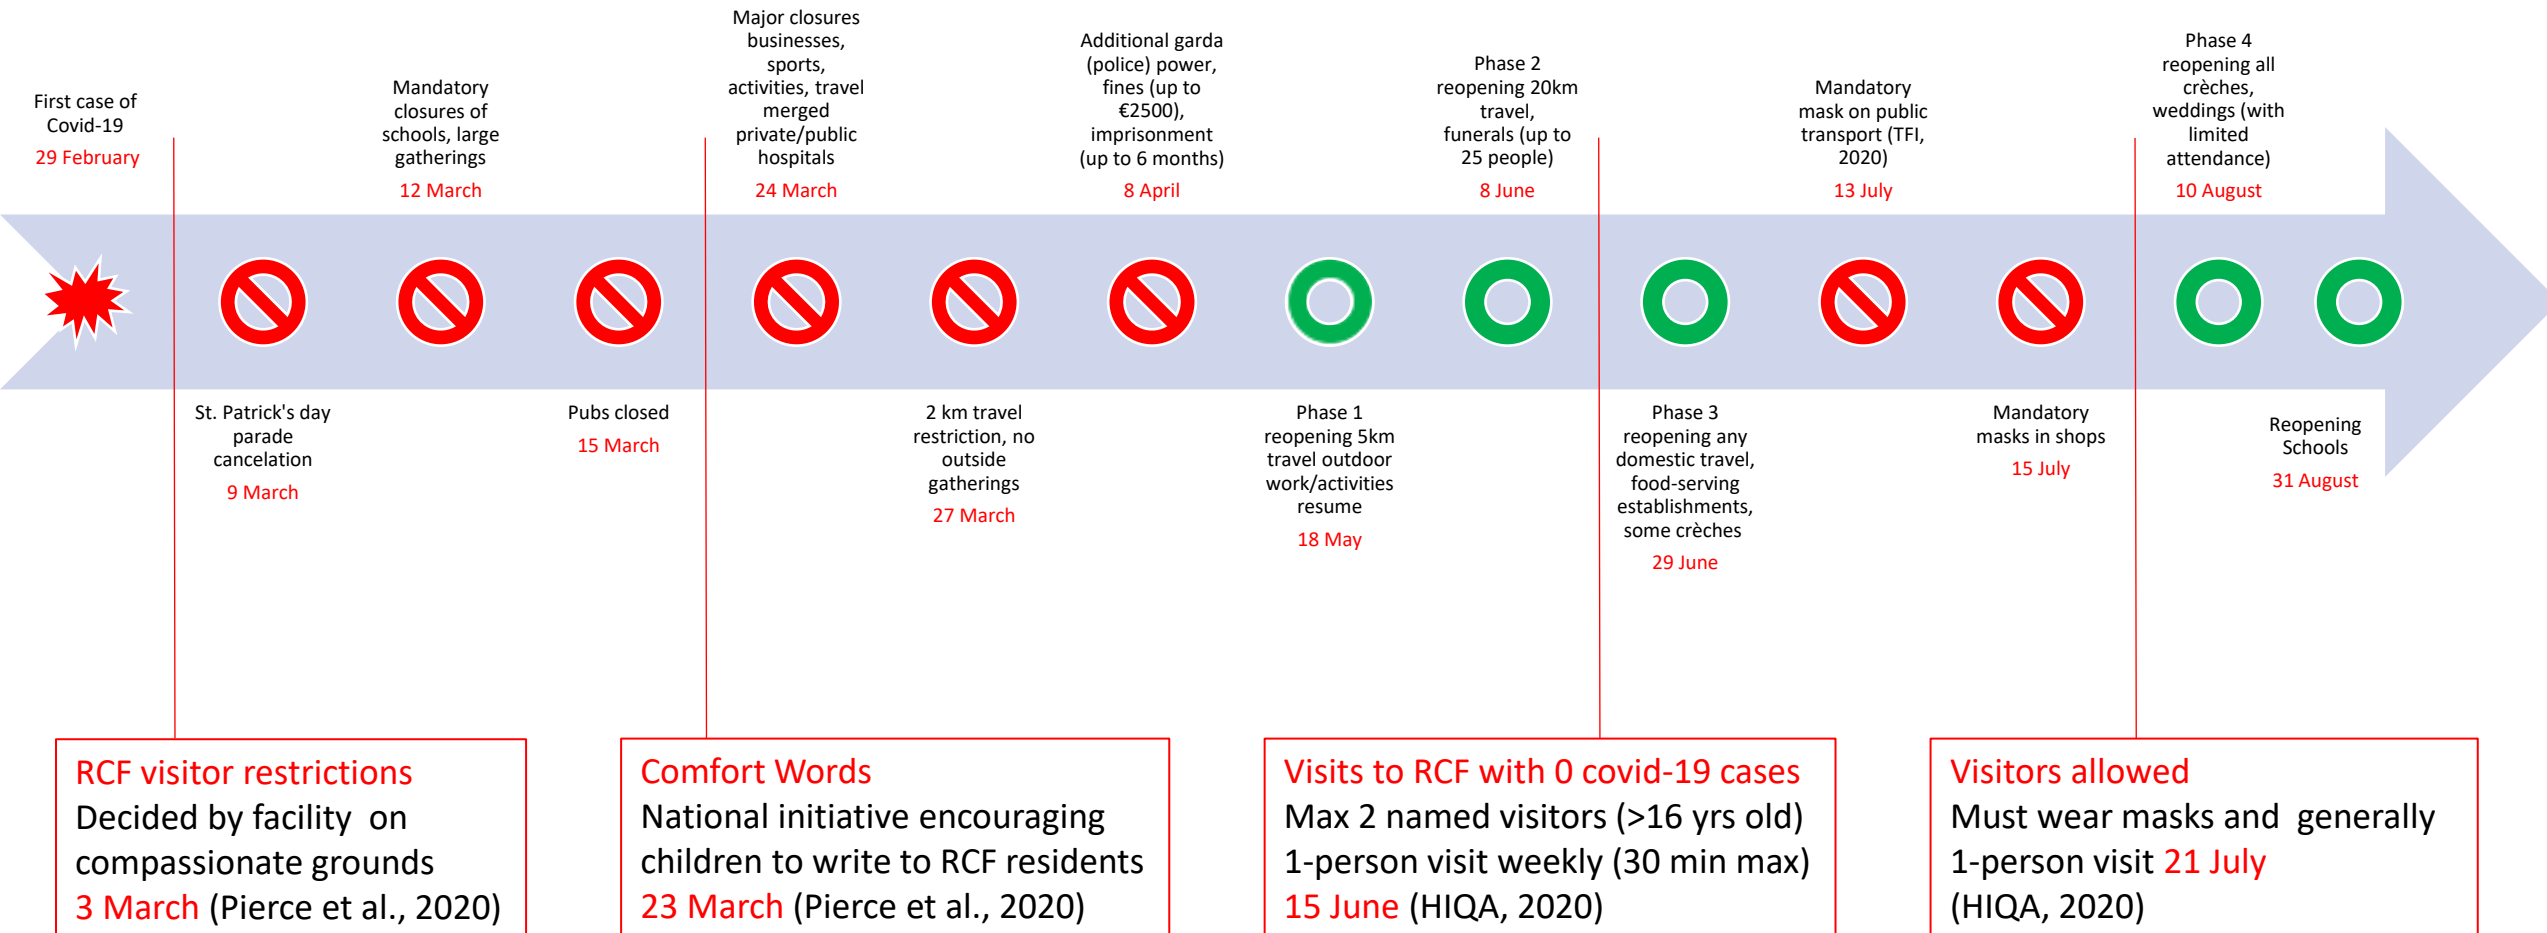 First case of
Covid-19
29 February
Mandatory
closures of
schools, large
gatherings
12 March
Major closures
businesses,
sports,
activities, travel
merged
private/public
hospitals
24 March
Additional garda
(police) power,
fines (up to
€2500),
imprisonment
(up to 6 months)
8 April
Phase 2
reopening 20km
travel,
funerals (up to
25 people)
8 June
Mandatory
mask on public
transport (TFI,
2020)
13 July
Phase 4
reopening all
crèches,
weddings (with
limited
attendance)
10 August
St. Patrick's day
parade
cancelation
9 March
Pubs closed
15 March
2 km travel
restriction, no
outside
gatherings
27 March
Phase 1
reopening 5km
travel outdoor
work/activities
resume
18 May
Phase 3
reopening any
domestic travel,
food-serving
establishments,
some crèches
29 June
Mandatory
masks in shops
15 July
Reopening
Schools
31 August
RCF visitor restrictions
Decided by facility on
compassionate grounds
3 March (Pierce et al., 2020)
Comfort Words
National initiative encouraging
children to write to RCF residents
23 March (Pierce et al., 2020)
Visits to RCF with 0 covid-19 cases
Max 2 named visitors (>16 yrs old)
1-person visit weekly (30 min max)
15 June (HIQA, 2020)
Visitors allowed
Must wear masks and generally
1-person visit 21 July
(HIQA, 2020)